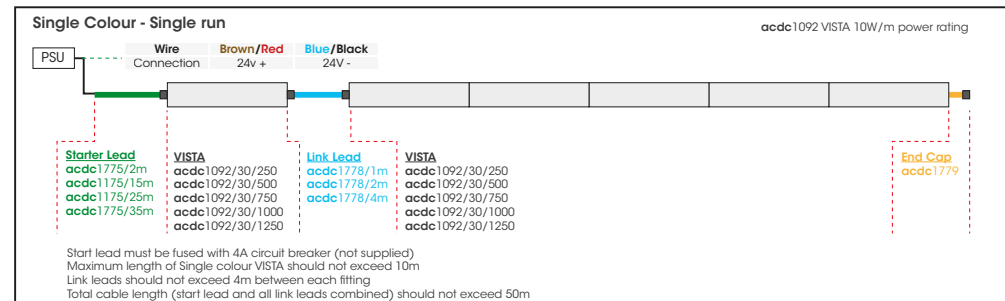 Single Colour - Single run
acdc1092 VISTA 10W/m power rating
PSU
Wire Brown/Red Blue/Black
Connection 24v + 24V -
Starter Lead
acdc1775/2m
acdc1175/15m
acdc1175/25m
acdc1775/35m
VISTA
acdc1092/30/250
acdc1092/30/500
acdc1092/30/750
acdc1092/30/1000
acdc1092/30/1250
Link Lead
acdc1778/1m
acdc1778/2m
acdc1778/4m
VISTA
acdc1092/30/250
acdc1092/30/500
acdc1092/30/750
acdc1092/30/1000
acdc1092/30/1250
End Cap
acdc1779
Start lead must be fused with 4A circuit breaker (not supplied)
Maximum length of Single colour VISTA should not exceed 10m
Link leads should not exceed 4m between each fitting
Total cable length (start lead and all link leads combined) should not exceed 50m